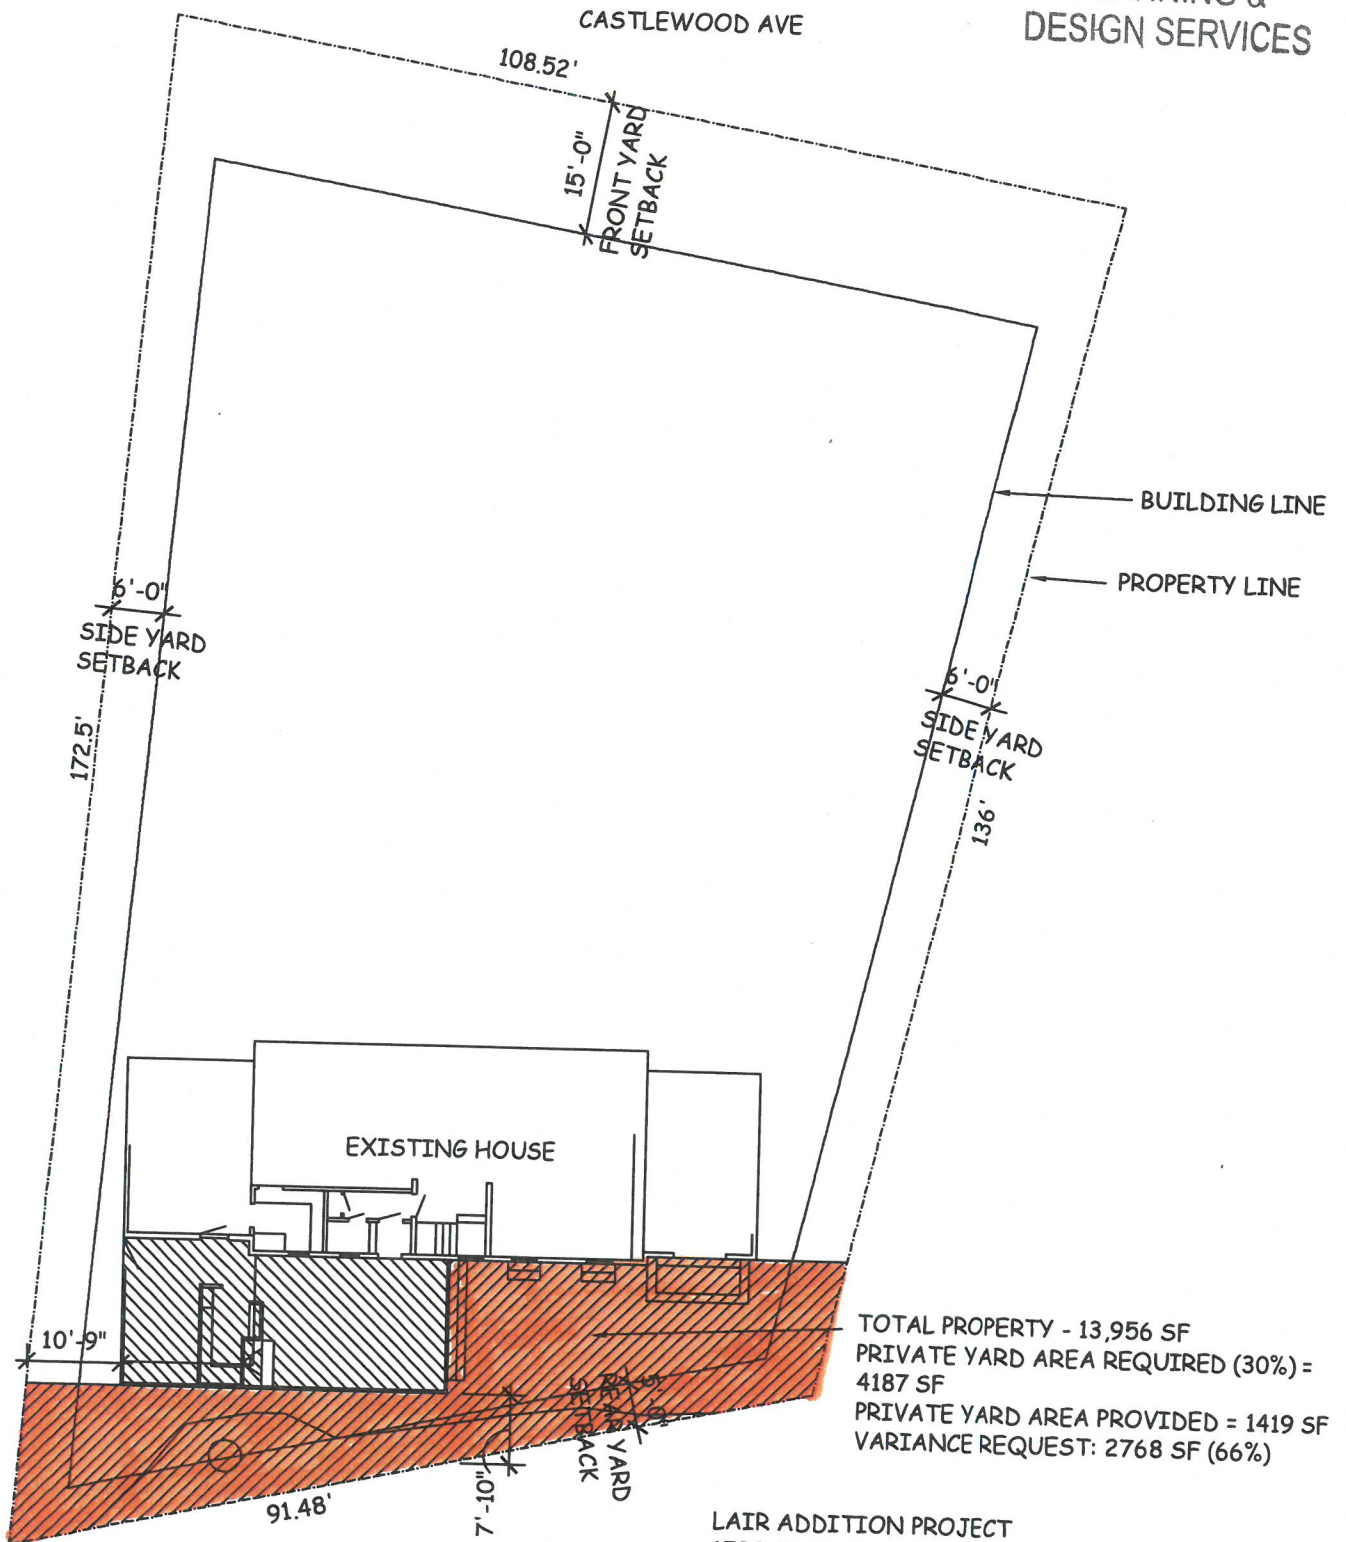 CASTLEWOOD AVE
DESIGN SERVICES
108.52'
15'-0"
FRONT YARD
SETBACK
BUILDING LINE
PROPERTY LINE
6'-0"
SIDE YARD
SETBACK
172.5'
6'-0"
SIDE YARD
SETBACK
136'
EXISTING HOUSE
10'-9"
5'-0"
REAR YARD
SETBACK
7'-10"
91.48'
TOTAL PROPERTY - 13,956 SF
PRIVATE YARD AREA REQUIRED (30%) =
4187 SF
PRIVATE YARD AREA PROVIDED = 1419 SF
VARIANCE REQUEST: 2768 SF (66%)
LAIR ADDITION PROJECT